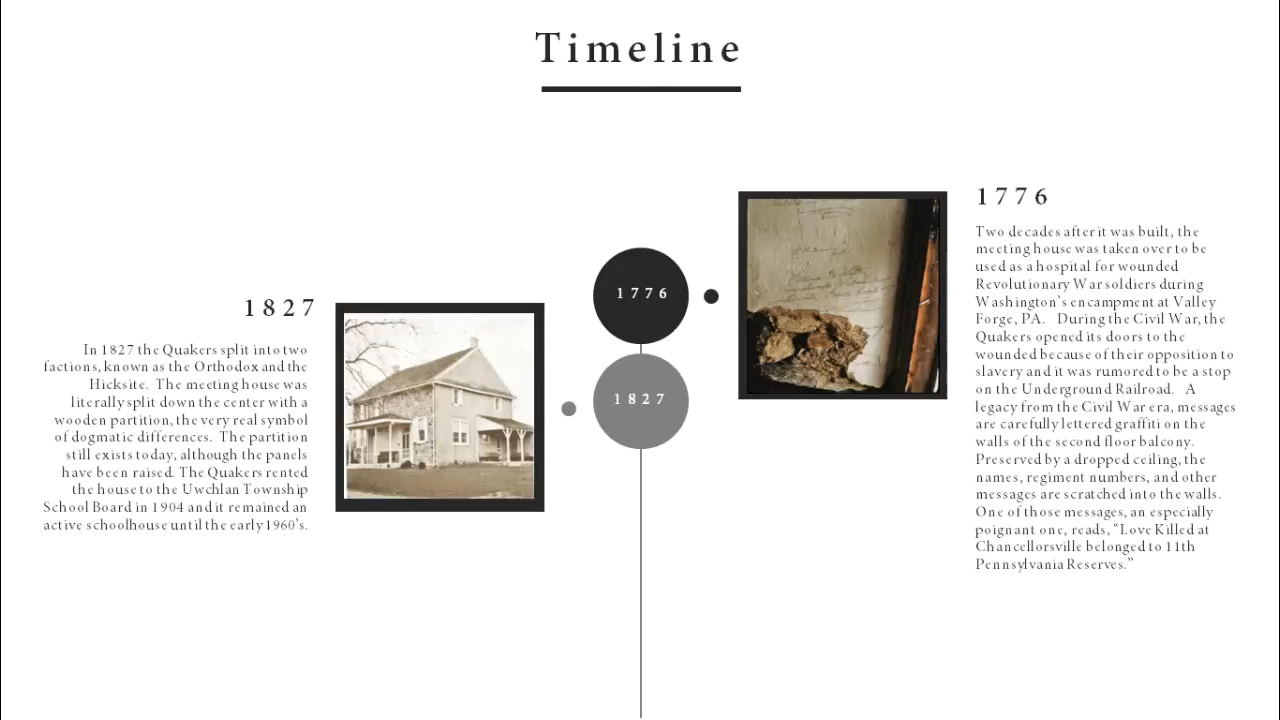 Timeline
1776
Two decades after it was built, the
meeting house was taken over to be
used as a hospital for wounded
Revolutionary War soldiers during
Washington's encampment at Valley
Forge, PA. During the Civil War, the
Quakers opened its doors to the
wounded because of their opposition to
slavery and it was rumored to be a stop
on the Underground Railroad. A
legacy from the Civil War era, messages
are carefully lettered graffiti on the
walls of the second floor balcony.
Preserved by a dropped ceiling, the
names, regiment numbers, and other
messages are scratched into the walls.
One of those messages, an especially
poignant one, reads, "Love Killed at
Chancellorsville belonged to 11th
Pennsylvania Reserves."
1776
1827
1827
In 1827 the Quakers split into two
factions, known as the Orthodox and the
Hicksite. The meeting house was
literally split down the center with a
wooden partition, the very real symbol
of dogmatic differences. The partition
still exists today, although the panels
have been raised. The Quakers rented
the house to the Uwchlan Township
School Board in 1904 and it remained an
active schoolhouse until the early 1960's.